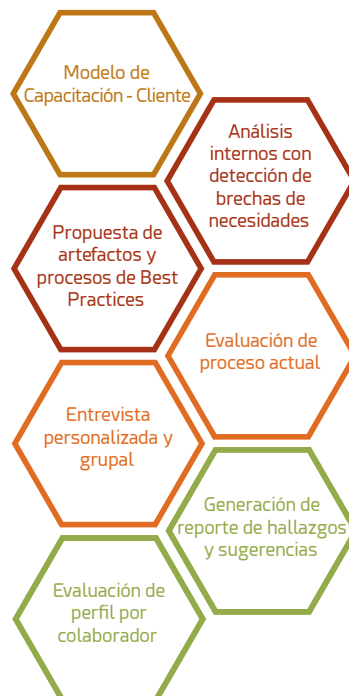 Modelo de
Capacitación - Cliente
Análisis
internos con
detección de
brechas de
necesidades
Propuesta de
artefactos y
procesos de Best
Practices
Evaluación de
proceso actual
Entrevista
personalizada y
grupal
Generación de
reporte de hallazgos
y sugerencias
Evaluación de
perfil por
colaborador